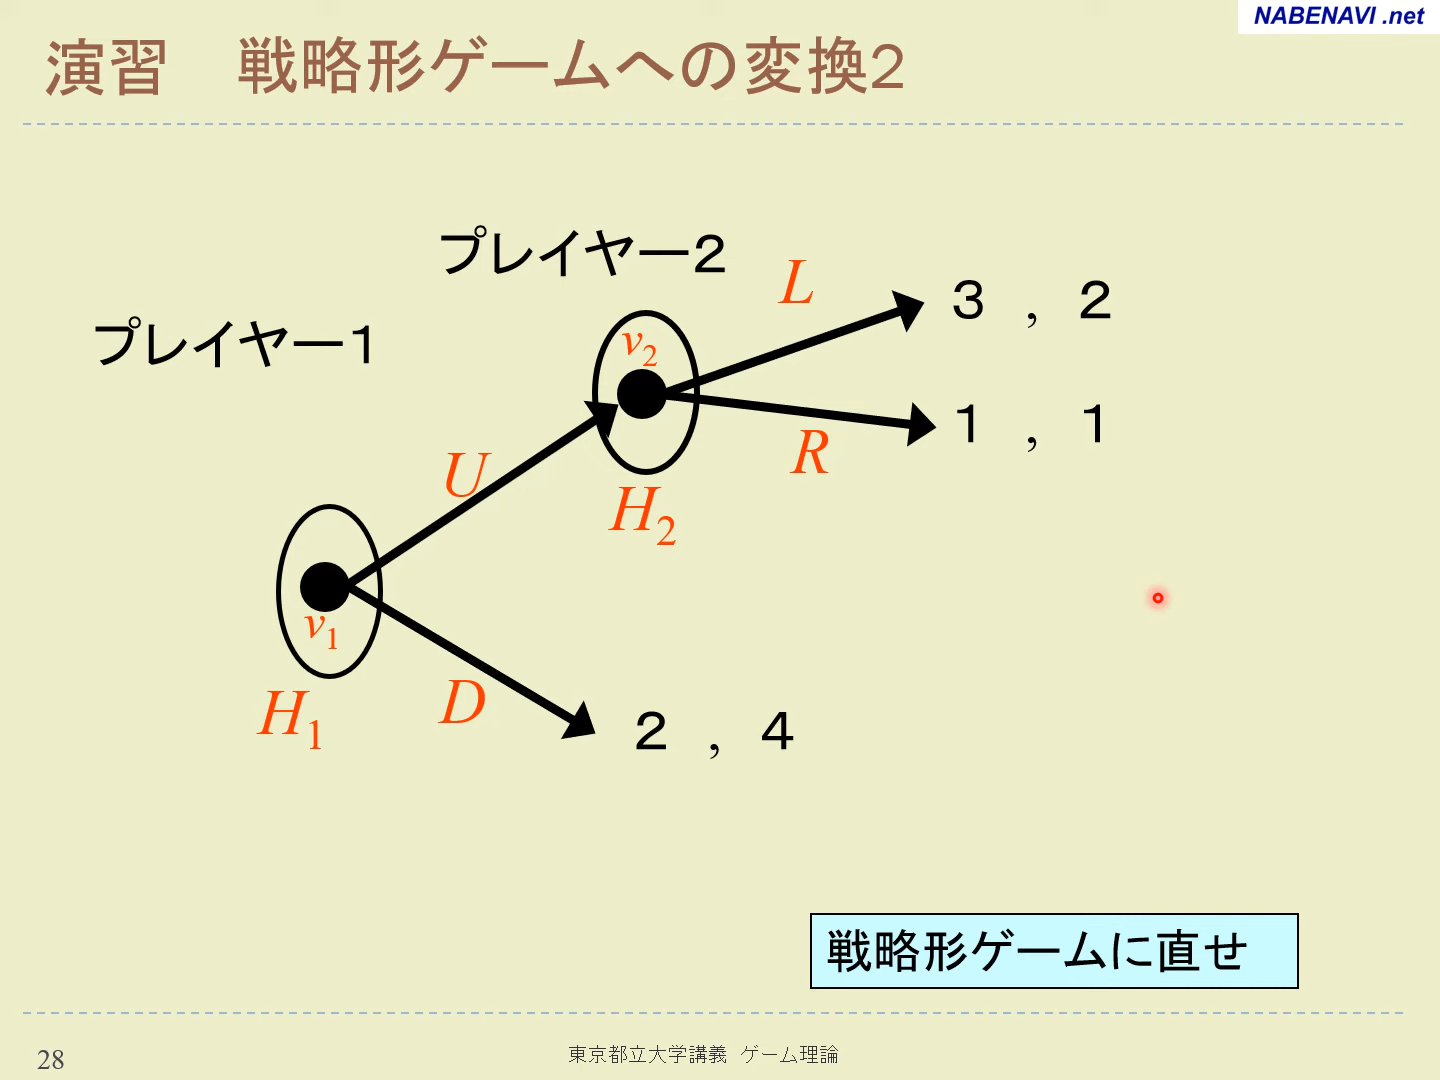 NABENAVI .net
演習　戦略形ゲームへの変換２
プレイヤー２
プレイヤー１
L
３ , ２
v2
１ , １
R
U
H2
v1
H1
D
２ , ４
戦略形ゲームに直せ
28
東京都立大学講義　ゲーム理論